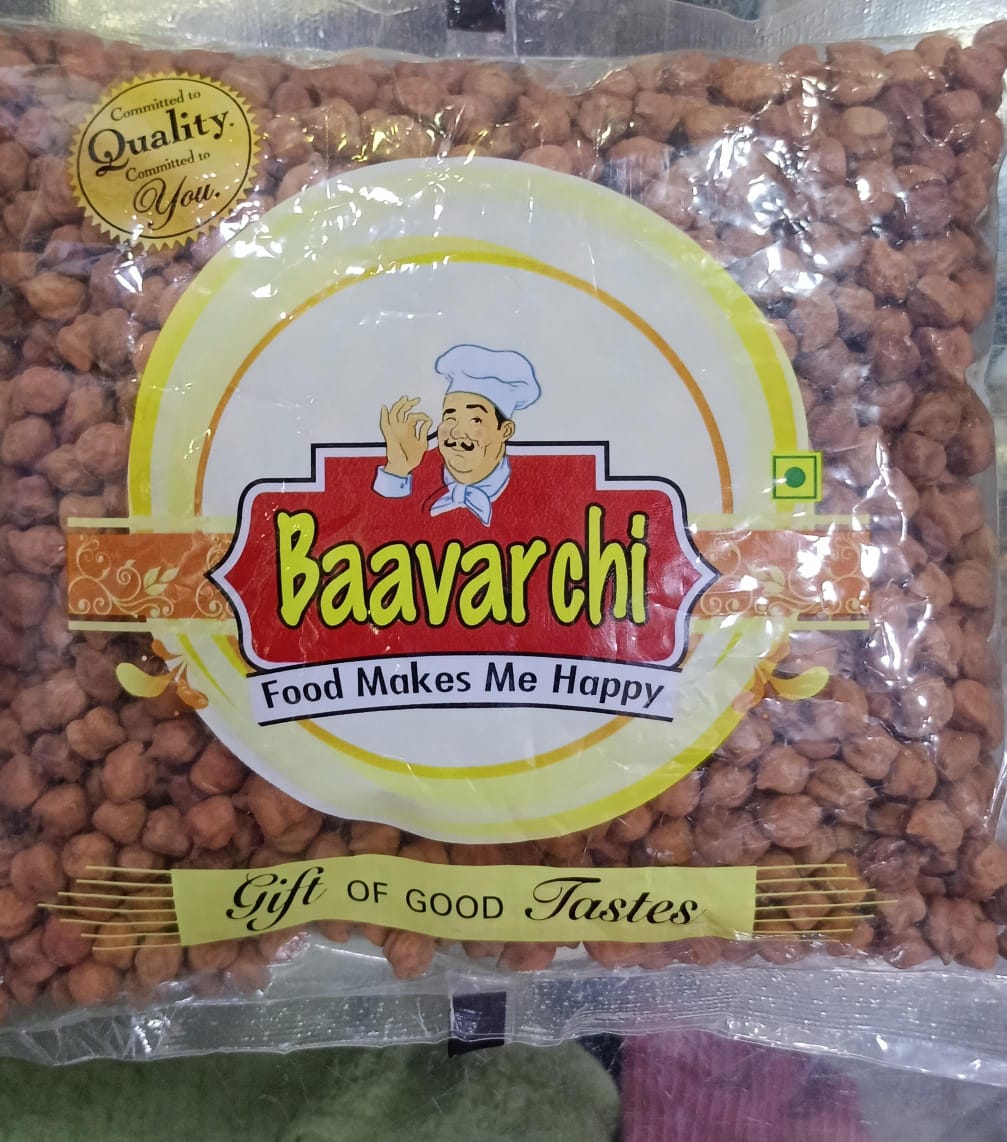 Committed to
Quality.
Committed to
You.
Baavarchi
Food Makes Me Happy
Gift OF GOOD Tastes